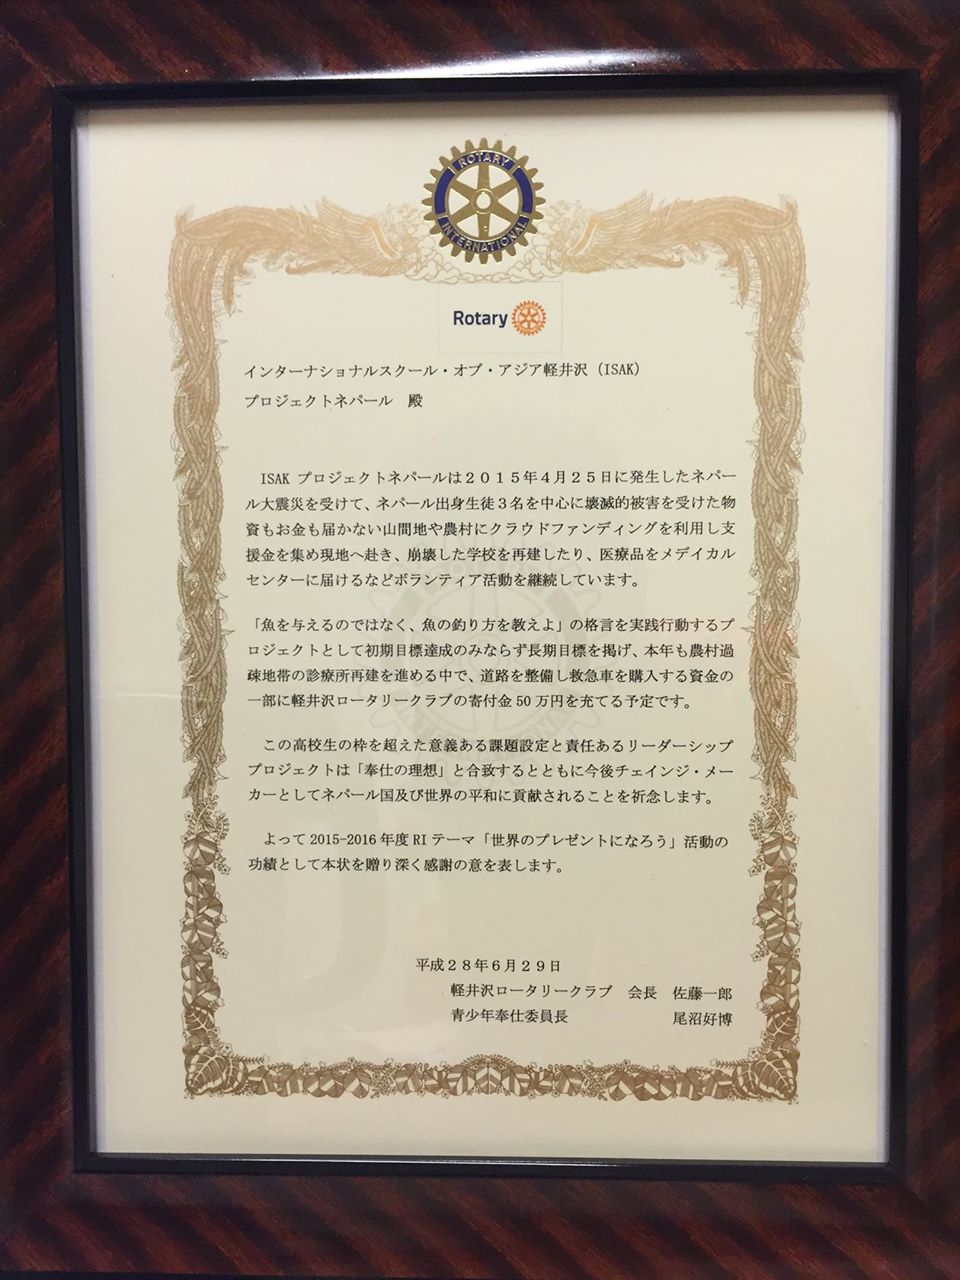 ROTARY
INTERNATIONAL
Rotary
インターナショナルスクール・オブ・アジア軽井沢（ISAK）
プロジェクトネパール　殿
ISAK プロジェクトネパールは２０１５年４月２５日に発生したネパー
ル大震災を受けて、ネパール出身生徒３名を中心に壊滅的被害を受けた物
資もお金も届かない山間地や農村にクラウドファンディングを利用し支
援金を集め現地へ赴き、崩壊した学校を再建したり、医療品をメデイカル
センターに届けるなどボランティア活動を継続しています。
「魚を与えるのではなく、魚の釣り方を教えよ」の格言を実践行動するプ
ロジェクトとして初期目標達成のみならず長期目標を掲げ、本年も農村過
疎地帯の診療所再建を進める中で、道路を整備し救急車を購入する資金の
一部に軽井沢ロータリークラブの寄付金 50 万円を充てる予定です。
この高校生の枠を超えた意義ある課題設定と責任あるリーダーシップ
プロジェクトは「奉仕の理想」と合致するとともに今後チェインジ・メー
カーとしてネパール国及び世界の平和に貢献されることを祈念します。
よって 2015-2016 年度 RI テーマ「世界のプレゼントになろう」活動の
功績として本状を贈り深く感謝の意を表します。
平成２８年６月２９日
軽井沢ロータリークラブ　会長　佐藤一郎
青少年奉仕委員長　尾沼好博